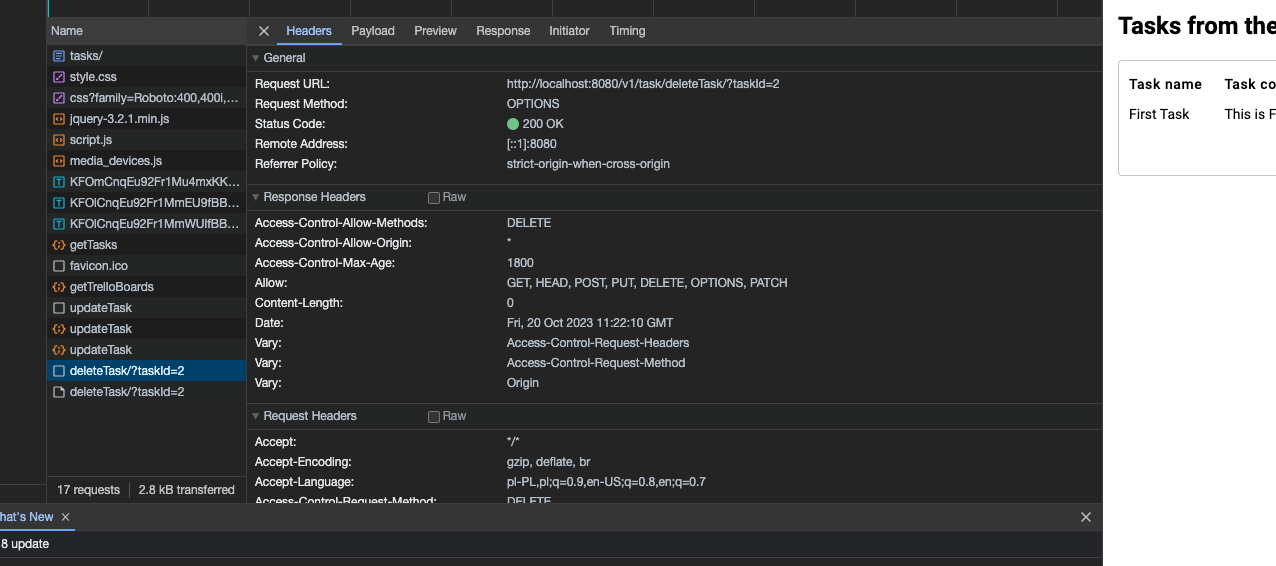 Name
tasks/
style.css
css?family=Roboto:400,400i,...
jquery-3.2.1.min.js
script.js
media_devices.js
KFOmCnqEu92Fr1Mu4mxKK...
KFOlCnqEu92Fr1MmEU9fBB...
KFOlCnqEu92Fr1MmWUlfBB...
getTasks
favicon.ico
getTrelloBoards
updateTask
updateTask
updateTask
deleteTask/?taskId=2
deleteTask/?taskId=2
17 requests 2.8 kB transferred
Headers Payload Preview Response Initiator Timing
General
Request URL: http://localhost:8080/v1/task/deleteTask/?taskId=2
Request Method: OPTIONS
Status Code: 200 OK
Remote Address: [::1]:8080
Referrer Policy: strict-origin-when-cross-origin
Response Headers Raw
Access-Control-Allow-Methods: DELETE
Access-Control-Allow-Origin: *
Access-Control-Max-Age: 1800
Allow: GET, HEAD, POST, PUT, DELETE, OPTIONS, PATCH
Content-Length: 0
Date: Fri, 20 Oct 2023 11:22:10 GMT
Vary: Access-Control-Request-Headers
Vary: Access-Control-Request-Method
Vary: Origin
Request Headers Raw
Accept: */*
Accept-Encoding: gzip, deflate, br
Accept-Language: pl-PL,pl;q=0.9,en-US;q=0.8,en;q=0.7
Access-Control-Request-Method: DELETE
hat's New
8 update
Tasks from the
Task name Task co
First Task This is F